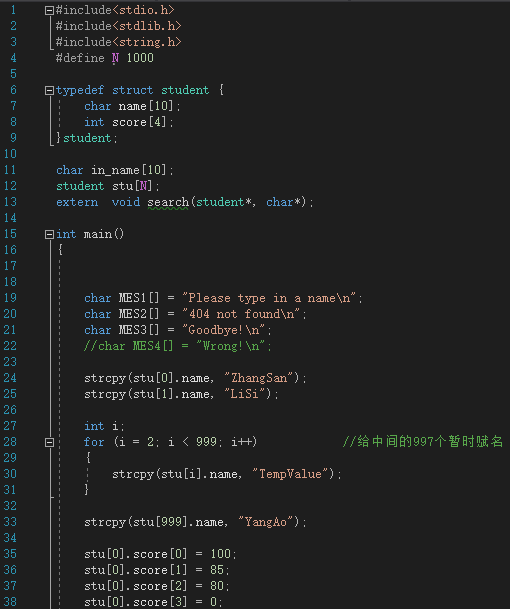 1 #include<stdio.h>
2 #include<stdlib.h>
3 #include<string.h>
4 #define N 1000
5
6 typedef struct student {
7 char name[10];
8 int score[4];
9 }student;
10
11 char in_name[10];
12 student stu[N];
13 extern  void search(student*, char*);
14
15 int main()
16 {
17
18
19 char MES1[] = "Please type in a name\n";
20 char MES2[] = "404 not found\n";
21 char MES3[] = "Goodbye!\n";
22 //char MES4[] = "Wrong!\n";
23
24 strcpy(stu[0].name, "ZhangSan");
25 strcpy(stu[1].name, "LiSi");
26
27 int i;
28 for (i = 2; i < 999; i++) //给中间的997个暂时赋名
29 {
30 strcpy(stu[i].name, "TempValue");
31 }
32
33 strcpy(stu[999].name, "YangAo");
34
35 stu[0].score[0] = 100;
36 stu[0].score[1] = 85;
37 stu[0].score[2] = 80;
38 stu[0].score[3] = 0;